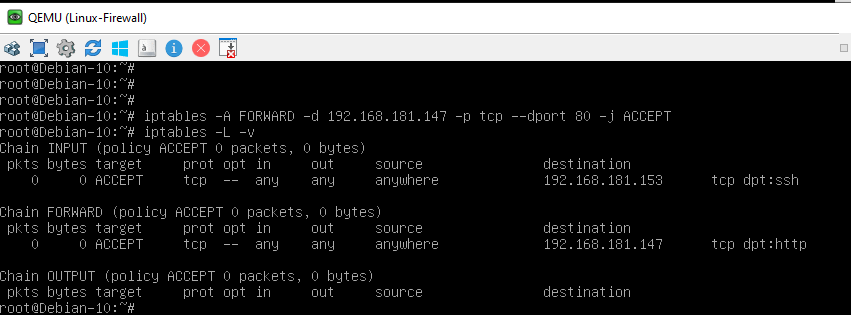 QEMU (Linux-Firewall)
root@Debian-10:~#
root@Debian-10:~#
root@Debian-10:~#
root@Debian-10:~# iptables -A FORWARD -d 192.168.181.147 -p tcp --dport 80 -j ACCEPT
root@Debian-10:~# iptables -L -v
Chain INPUT (policy ACCEPT 0 packets, 0 bytes)
 pkts bytes target     prot opt in     out     source               destination
    0     0 ACCEPT     tcp  --  any    any     anywhere             192.168.181.153      tcp dpt:ssh
Chain FORWARD (policy ACCEPT 0 packets, 0 bytes)
 pkts bytes target     prot opt in     out     source               destination
    0     0 ACCEPT     tcp  --  any    any     anywhere             192.168.181.147      tcp dpt:http
Chain OUTPUT (policy ACCEPT 0 packets, 0 bytes)
 pkts bytes target     prot opt in     out     source               destination
root@Debian-10:~#